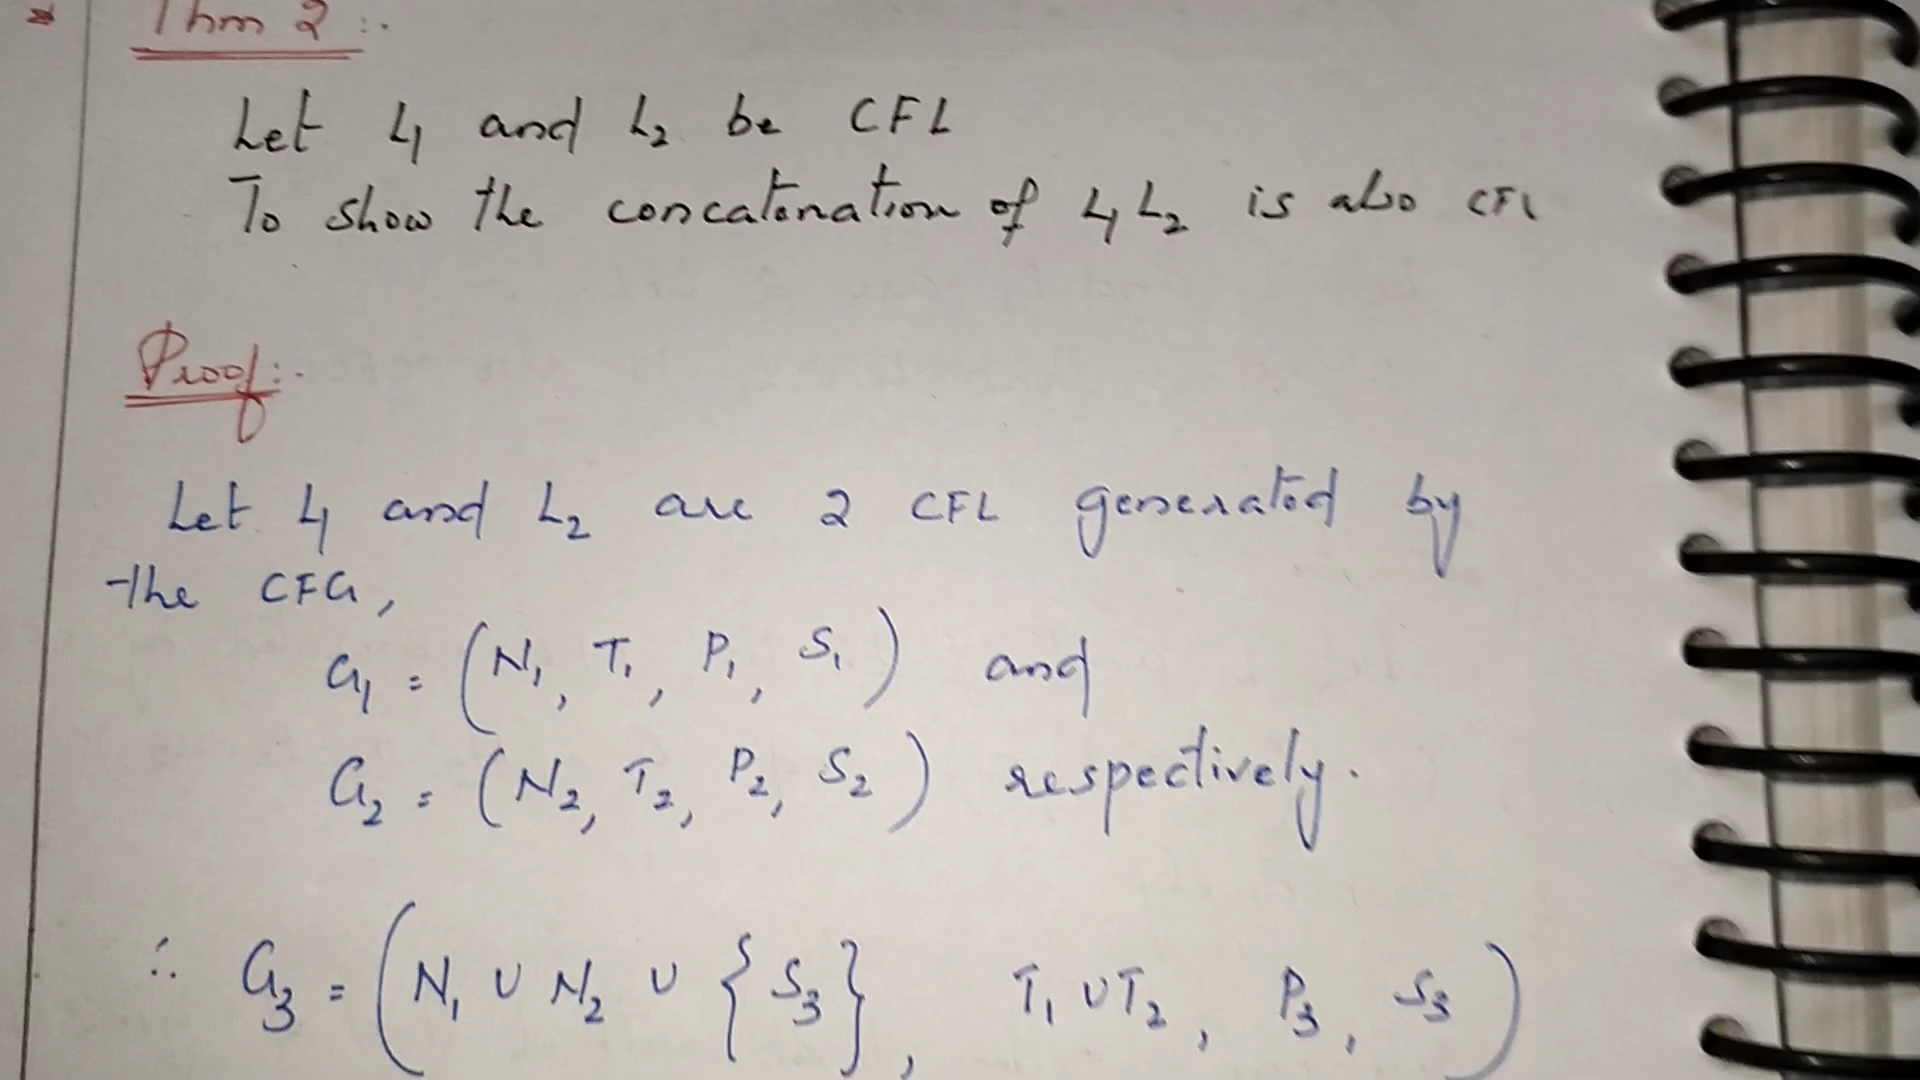 Thm 2 :-
Let L1 and L2 be CFL
To show the concatenation of L1 L2 is also CFL
Proof:-
Let L1 and L2 are 2 CFL generated by
the CFG,
G1 = (N1, T1, P1, S1) and
G2 = (N2, T2, P2, S2) respectively.
∴ G3 = (N1 ∪ N2 ∪ {S3}, T1 ∪ T2, P3, S3)